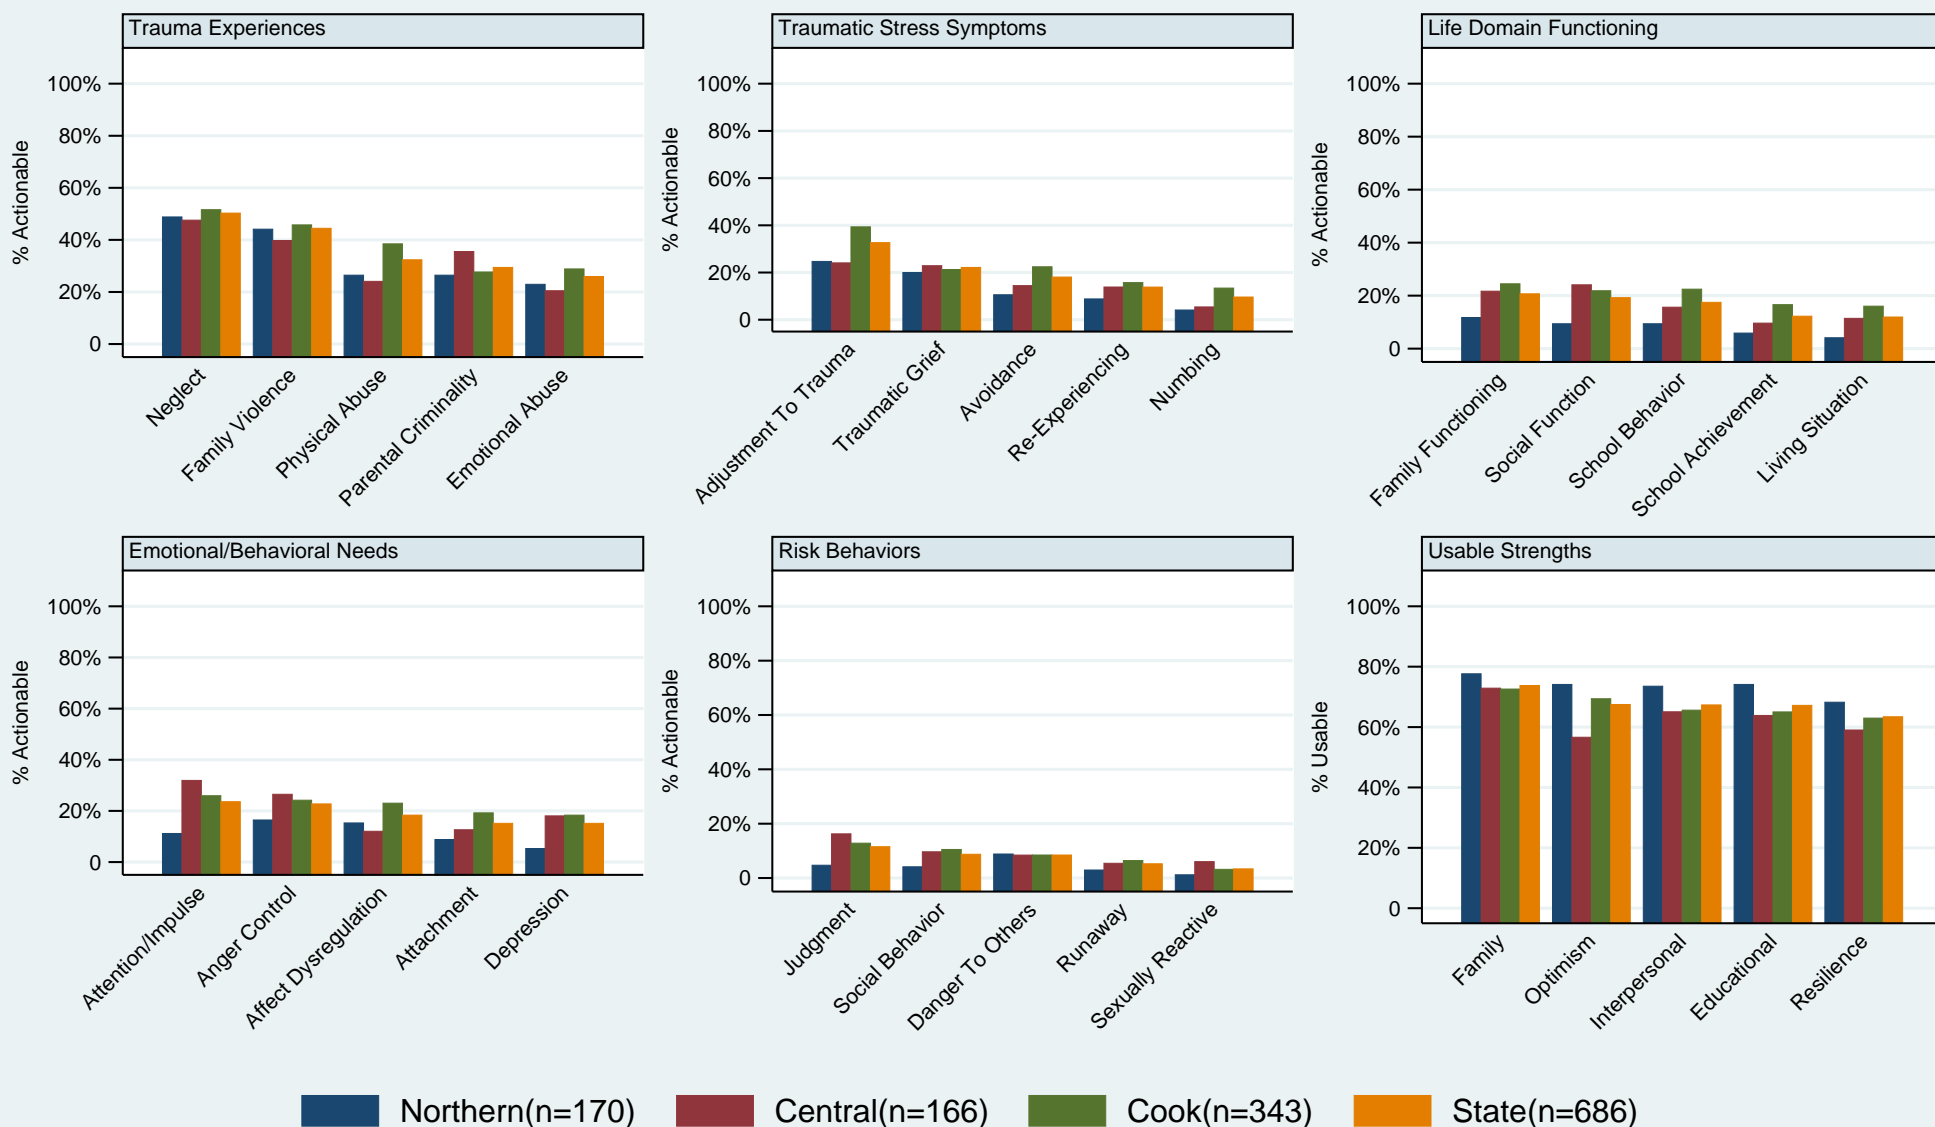 Trauma Experiences
% Actionable
100%
80%
60%
40%
20%
0
Neglect
Family Violence
Physical Abuse
Parental Criminality
Emotional Abuse
Traumatic Stress Symptoms
% Actionable
100%
80%
60%
40%
20%
0
Adjustment To Trauma
Traumatic Grief
Avoidance
Re-Experiencing
Numbing
Life Domain Functioning
% Actionable
100%
80%
60%
40%
20%
0
Family Functioning
Social Function
School Behavior
School Achievement
Living Situation
Emotional/Behavioral Needs
% Actionable
100%
80%
60%
40%
20%
0
Attention/Impulse
Anger Control
Affect Dysregulation
Attachment
Depression
Risk Behaviors
% Actionable
100%
80%
60%
40%
20%
0
Judgment
Social Behavior
Danger To Others
Runaway
Sexually Reactive
Usable Strengths
% Usable
100%
80%
60%
40%
20%
0
Family
Optimism
Interpersonal
Educational
Resilience
Northern(n=170) Central(n=166) Cook(n=343) State(n=686)